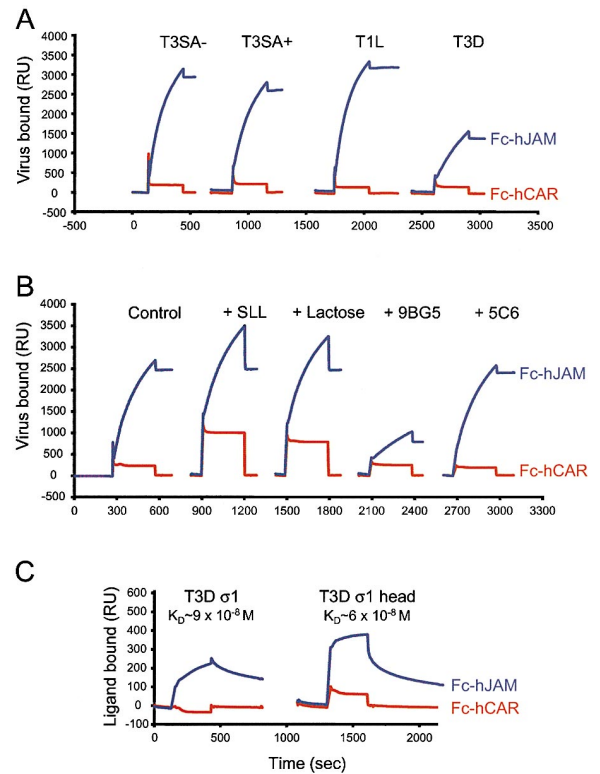 A
T3SA- T3SA+ T1L T3D
Virus bound (RU)
4000
3500
3000
2500
2000
1500
1000
500
0
-500
Fc-hJAM
Fc-hCAR
-500 0 500 1000 1500 2000 2500 3000 3500
B
Control + SLL + Lactose + 9BG5 + 5C6
Virus bound (RU)
4000
3500
3000
2500
2000
1500
1000
500
0
-500
Fc-hJAM
Fc-hCAR
0 300 600 900 1200 1500 1800 2100 2400 2700 3000 3300
C
T3D σ1 T3D σ1 head
KD~9 x 10-8 M KD~6 x 10-8 M
Ligand bound (RU)
600
500
400
300
200
100
0
-100
Fc-hJAM
Fc-hCAR
0 500 1000 1500 2000
Time (sec)